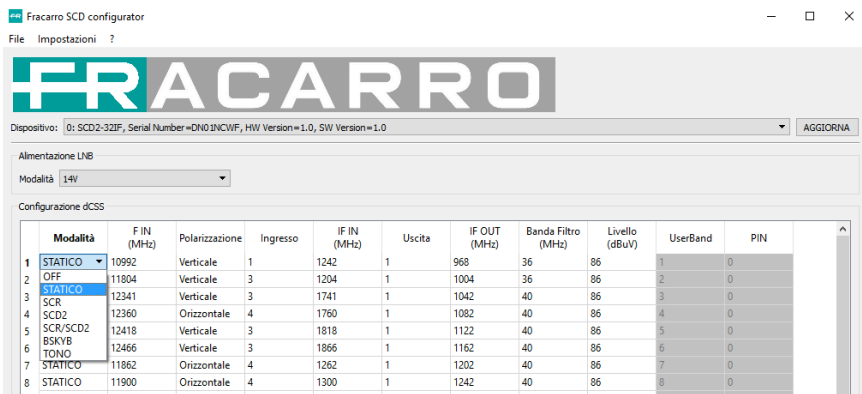 FR Fracarro SCD configurator
File Impostazioni ?
FRACARRO
Dispositivo: 0: SCD2-32IF, Serial Number=DN01NCWF, HW Version=1.0, SW Version=1.0 AGGIORNA
Alimentazione LNB
Modalità 14V
Configurazione dCSS
Modalità F IN (MHz) Polarizzazione Ingresso IF IN (MHz) Uscita IF OUT (MHz) Banda Filtro (MHz) Livello (dBuV) UserBand PIN
1 STATICO 10992 Verticale 1 1242 1 968 36 86 1 0
2 OFF 11804 Verticale 3 1204 1 1004 36 86 2 0
STATICO
3 SCR 12341 Verticale 3 1741 1 1042 40 86 3 0
4 SCD2 12360 Orizzontale 4 1760 1 1082 40 86 4 0
5 SCR/SCD2 12418 Verticale 3 1818 1 1122 40 86 5 0
6 BSKYB 12466 Verticale 3 1866 1 1162 40 86 6 0
TONO
7 STATICO 11862 Orizzontale 4 1262 1 1202 40 86 7 0
8 STATICO 11900 Orizzontale 4 1300 1 1242 40 86 8 0